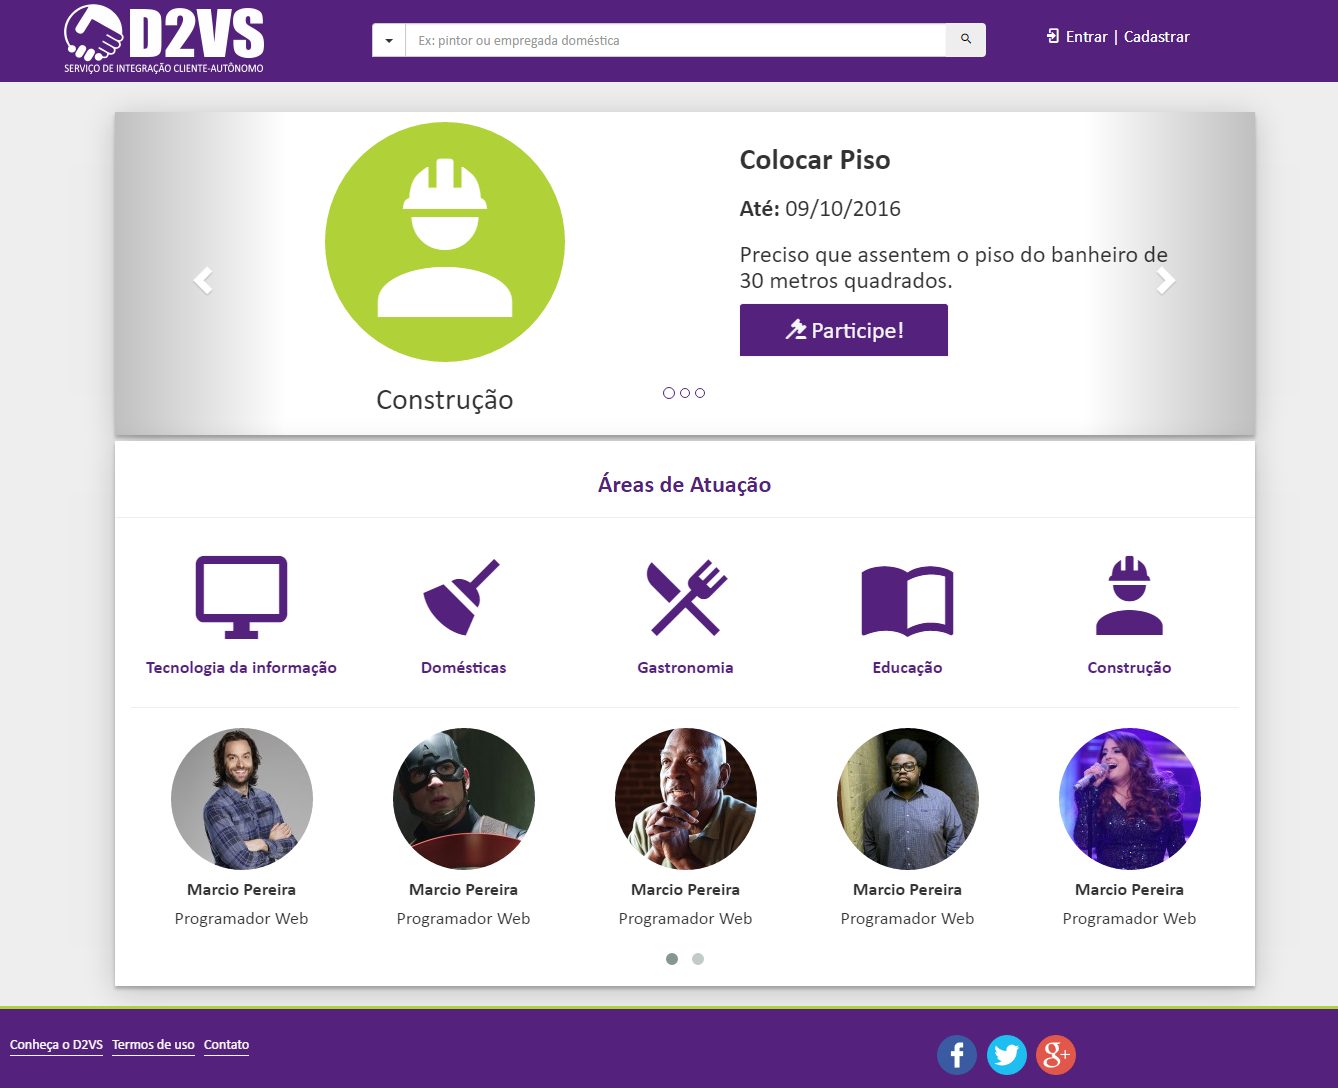 D2VS
SERVIÇO DE INTEGRAÇÃO CLIENTE-AUTÔNOMO
Ex: pintor ou empregada doméstica
Entrar | Cadastrar
Colocar Piso
Até: 09/10/2016
Preciso que assentem o piso do banheiro de
30 metros quadrados.
Participe!
Construção
Áreas de Atuação
Tecnologia da informação
Domésticas
Gastronomia
Educação
Construção
Marcio Pereira
Programador Web
Marcio Pereira
Programador Web
Marcio Pereira
Programador Web
Marcio Pereira
Programador Web
Marcio Pereira
Programador Web
Conheça o D2VS Termos de uso Contato